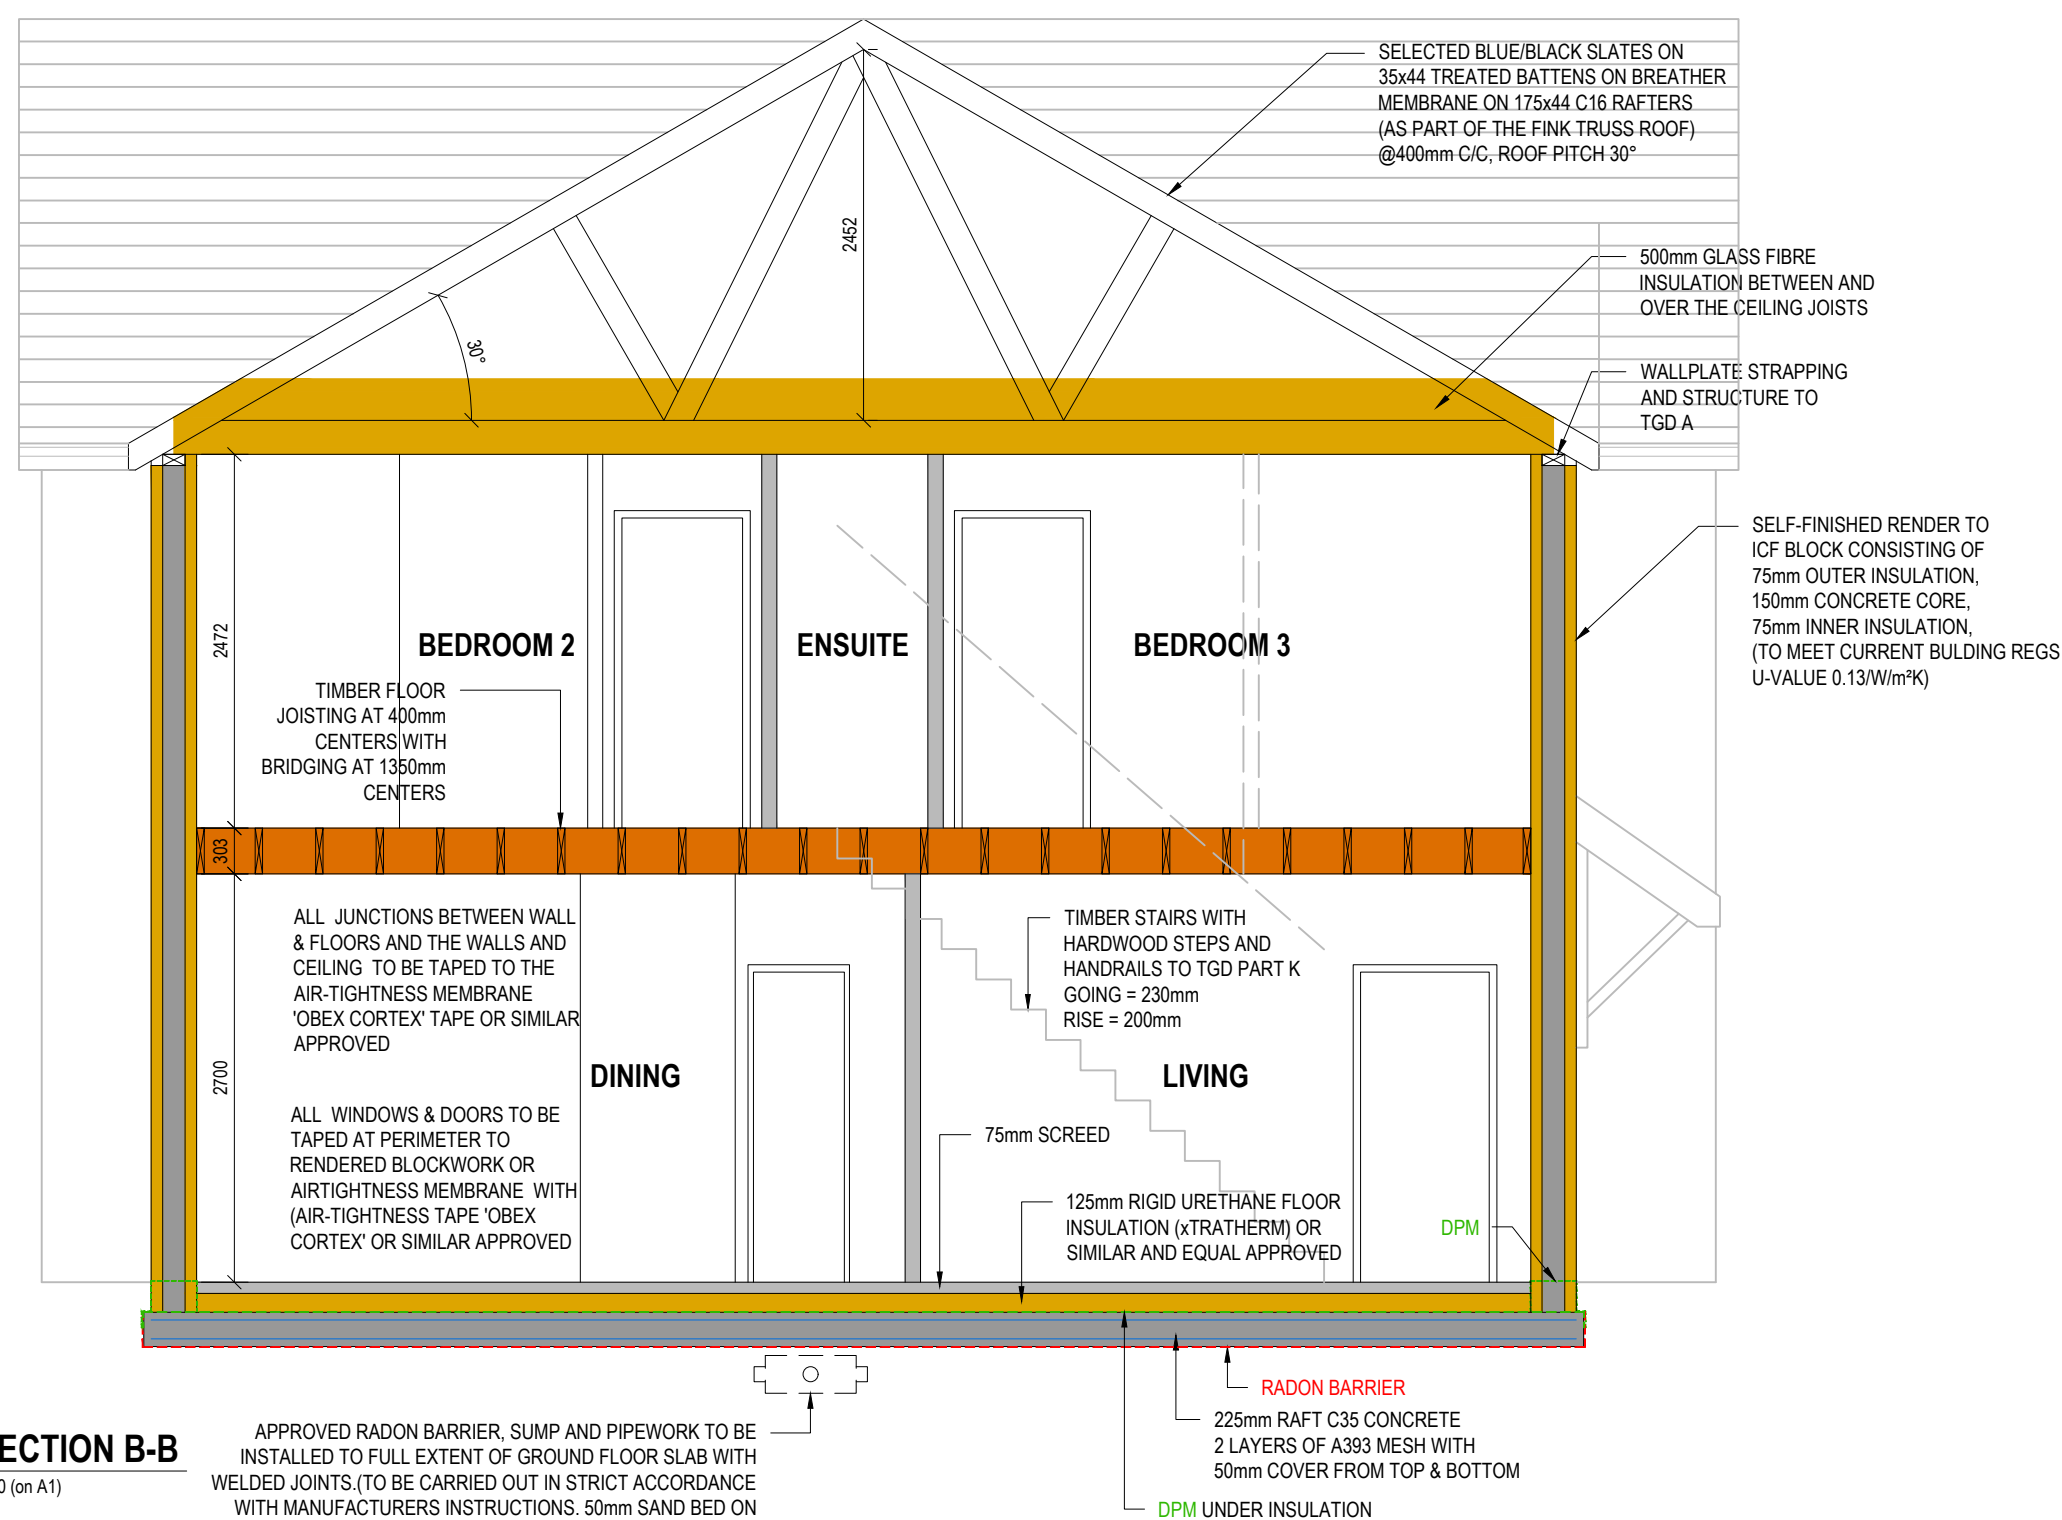 SELECTED BLUE/BLACK SLATES ON
35x44 TREATED BATTENS ON BREATHER
MEMBRANE ON 175x44 C16 RAFTERS
(AS PART OF THE FINK TRUSS ROOF)
@400mm C/C, ROOF PITCH 30°
2452
30°
500mm GLASS FIBRE
INSULATION BETWEEN AND
OVER THE CEILING JOISTS
WALLPLATE STRAPPING
AND STRUCTURE TO
TGD A
SELF-FINISHED RENDER TO
ICF BLOCK CONSISTING OF
75mm OUTER INSULATION,
150mm CONCRETE CORE,
75mm INNER INSULATION,
(TO MEET CURRENT BULDING REGS
U-VALUE 0.13/W/m²K)
2472
BEDROOM 2
ENSUITE
BEDROOM 3
TIMBER FLOOR
JOISTING AT 400mm
CENTERS WITH
BRIDGING AT 1350mm
CENTERS
303
ALL JUNCTIONS BETWEEN WALL
& FLOORS AND THE WALLS AND
CEILING TO BE TAPED TO THE
AIR-TIGHTNESS MEMBRANE
'OBEX CORTEX' TAPE OR SIMILAR
APPROVED
TIMBER STAIRS WITH
HARDWOOD STEPS AND
HANDRAILS TO TGD PART K
GOING = 230mm
RISE = 200mm
2700
DINING
LIVING
ALL WINDOWS & DOORS TO BE
TAPED AT PERIMETER TO
RENDERED BLOCKWORK OR
AIRTIGHTNESS MEMBRANE WITH
(AIR-TIGHTNESS TAPE 'OBEX
CORTEX' OR SIMILAR APPROVED
75mm SCREED
125mm RIGID URETHANE FLOOR
INSULATION (xTRATHERM) OR
SIMILAR AND EQUAL APPROVED
DPM
RADON BARRIER
225mm RAFT C35 CONCRETE
2 LAYERS OF A393 MESH WITH
50mm COVER FROM TOP & BOTTOM
DPM UNDER INSULATION
APPROVED RADON BARRIER, SUMP AND PIPEWORK TO BE
INSTALLED TO FULL EXTENT OF GROUND FLOOR SLAB WITH
WELDED JOINTS.(TO BE CARRIED OUT IN STRICT ACCORDANCE
WITH MANUFACTURERS INSTRUCTIONS. 50mm SAND BED ON
ECTION B-B
0 (on A1)